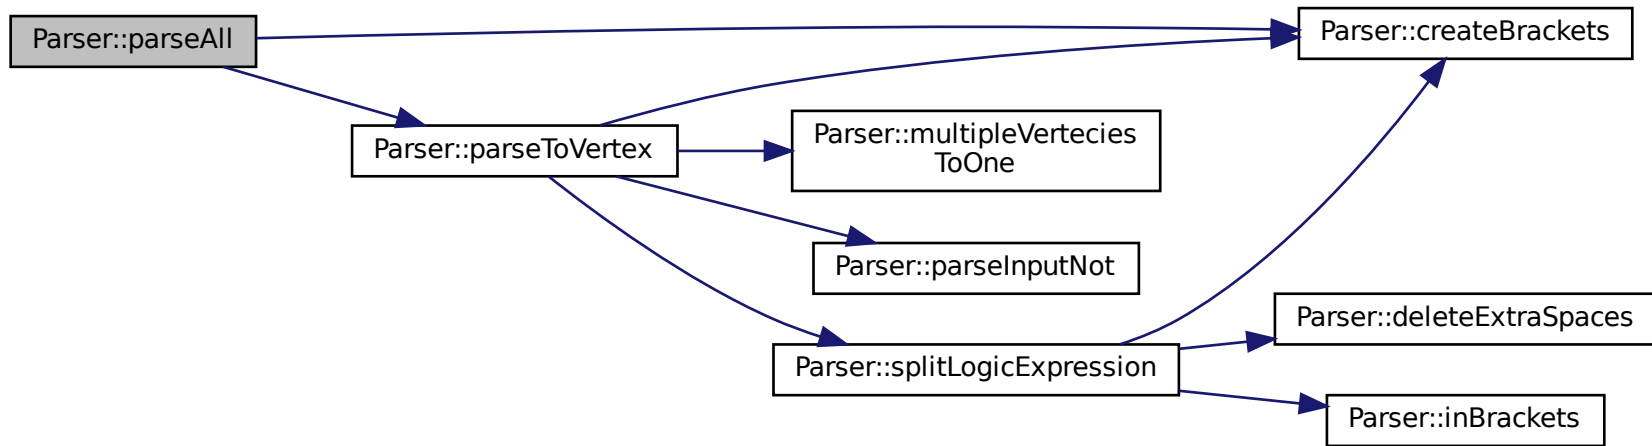 Parser::parseAll
Parser::createBrackets
Parser::parseToVertex
Parser::multipleVertecies
ToOne
Parser::parseInputNot
Parser::splitLogicExpression
Parser::deleteExtraSpaces
Parser::inBrackets